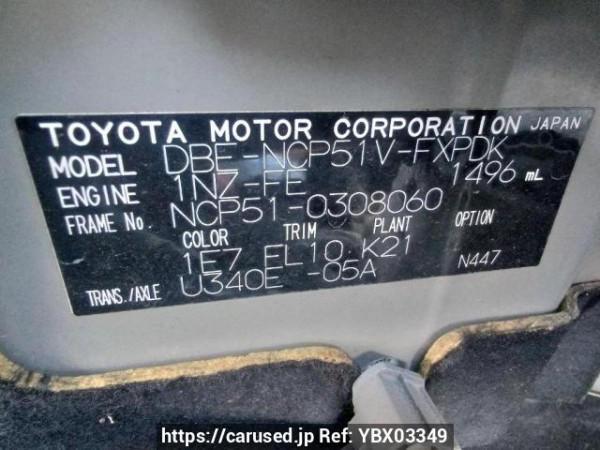 TOYOTA MOTOR CORPORATION JAPAN
MODEL DBE-NCP51V-FXPDK
ENGINE 1NZ-FE 1496 mL
FRAME No. NCP51-0308060
COLOR TRIM PLANT OPTION
1E7 FL10 K21
TRANS./AXLE U340E -05A N447
https://carused.jp Ref: YBX03349